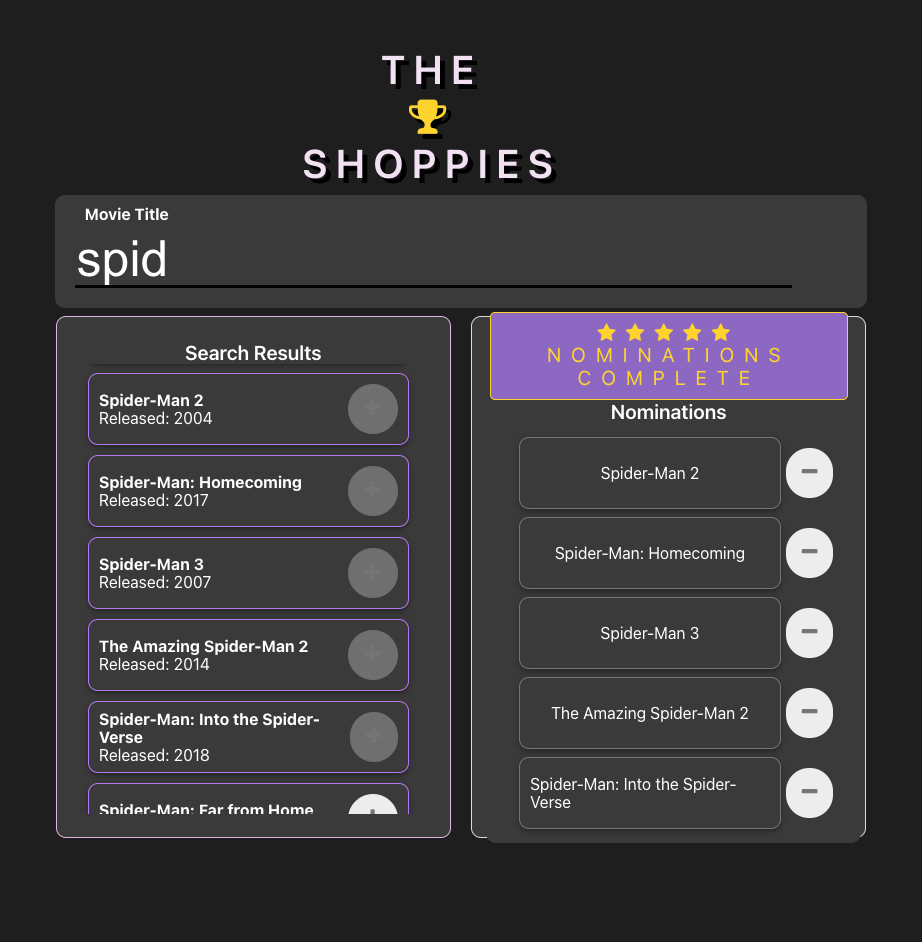 THE
SHOPPIES
Movie Title
spid
Search Results
Spider-Man 2
Released: 2004
Spider-Man: Homecoming
Released: 2017
Spider-Man 3
Released: 2007
The Amazing Spider-Man 2
Released: 2014
Spider-Man: Into the Spider-
Verse
Released: 2018
Spider-Man: Far from Home
NOMINATIONS
COMPLETE
Nominations
Spider-Man 2
Spider-Man: Homecoming
Spider-Man 3
The Amazing Spider-Man 2
Spider-Man: Into the Spider-
Verse